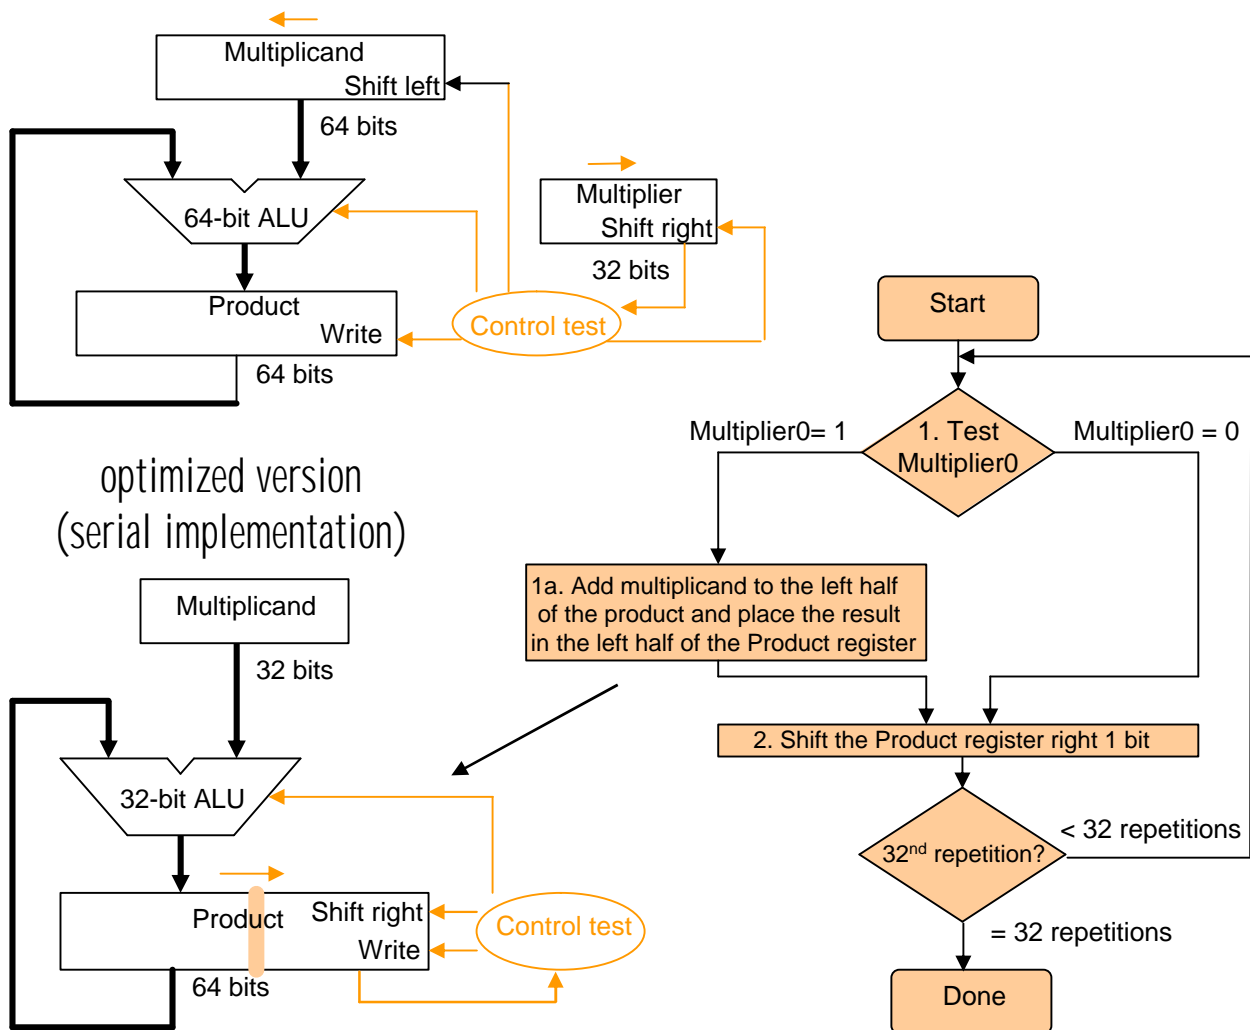 Multiplicand
Shift left
64 bits
64-bit ALU
Multiplier
Shift right
32 bits
Product
Write
Control test
64 bits
optimized version
(serial implementation)
Multiplicand
32 bits
32-bit ALU
Product
Shift right
Write
Control test
64 bits
Start
Multiplier0= 1
1. Test
Multiplier0
Multiplier0 = 0
1a. Add multiplicand to the left half
of the product and place the result
in the left half of the Product register
2. Shift the Product register right 1 bit
32nd repetition?
< 32 repetitions
= 32 repetitions
Done